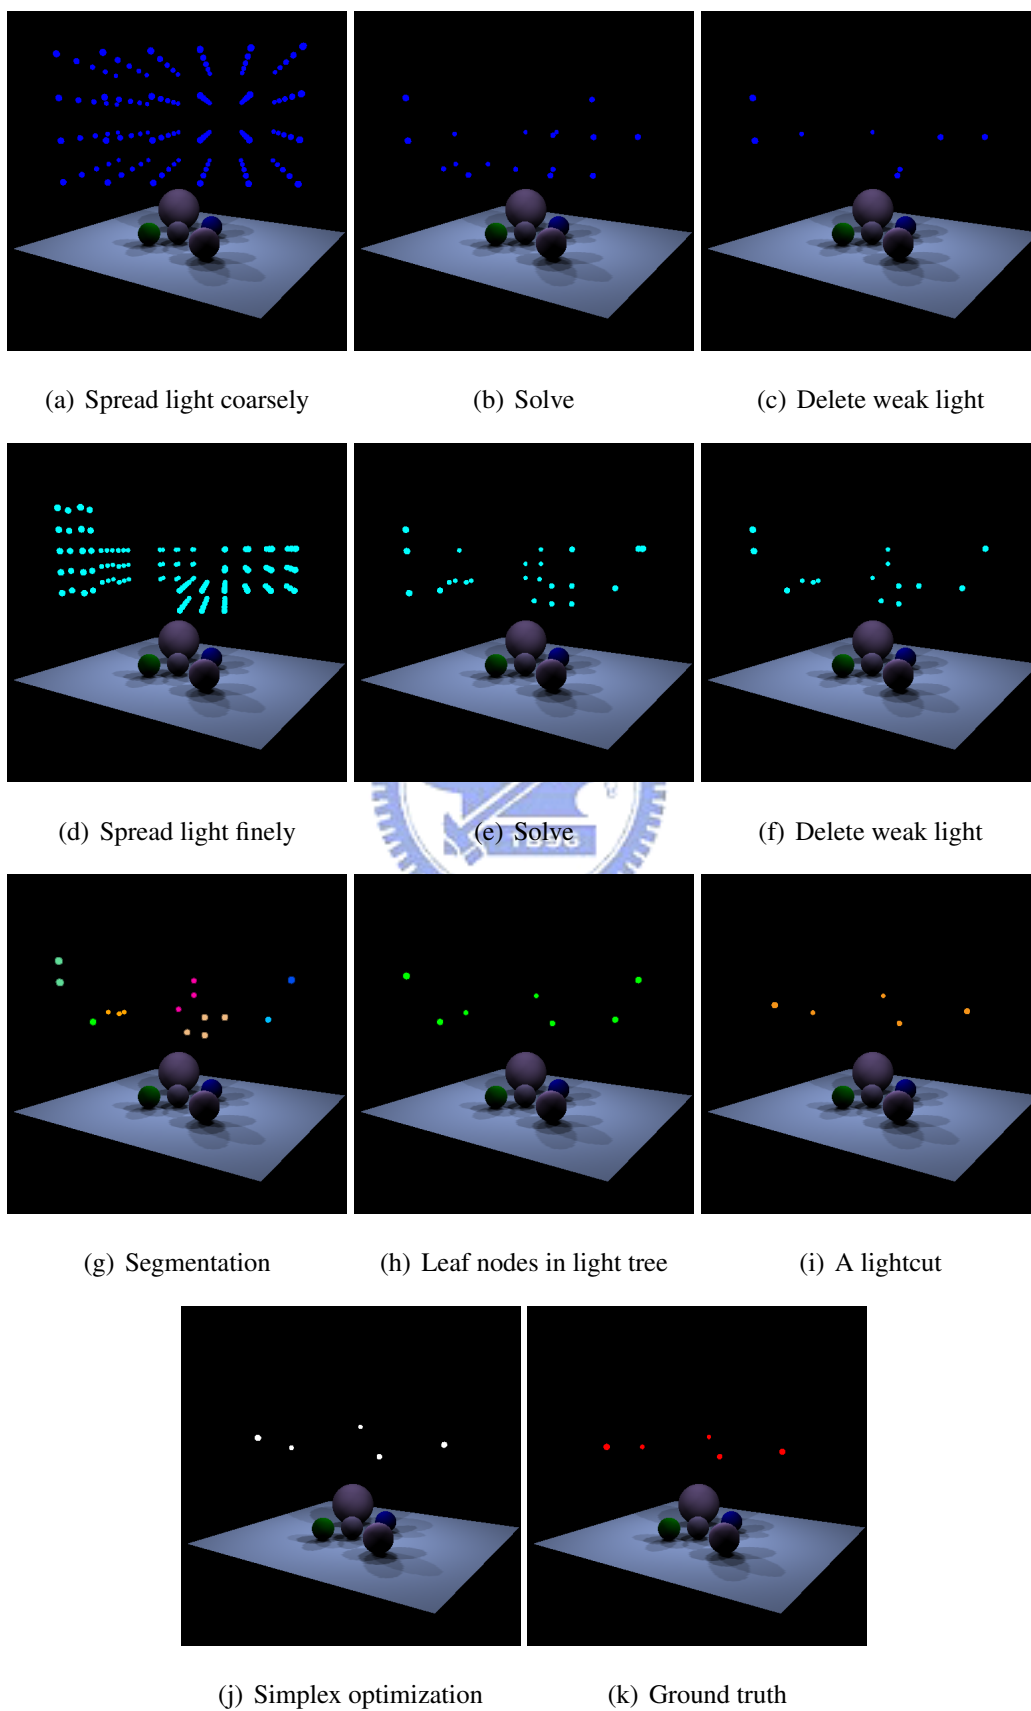 (a) Spread light coarsely
(b) Solve
(c) Delete weak light
(d) Spread light finely
(e) Solve
(f) Delete weak light
1996
(g) Segmentation
(h) Leaf nodes in light tree
(i) A lightcut
(j) Simplex optimization
(k) Ground truth